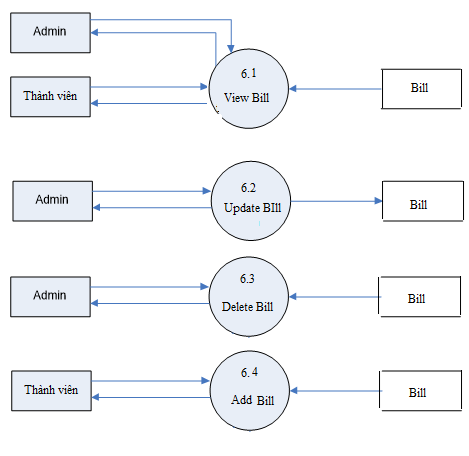 Admin
6.1
View Bill
Bill
Thành viên
Admin
6.2
Update BIll
Bill
Admin
6.3
Delete Bill
Bill
Thành viên
6.4
Add Bill
Bill